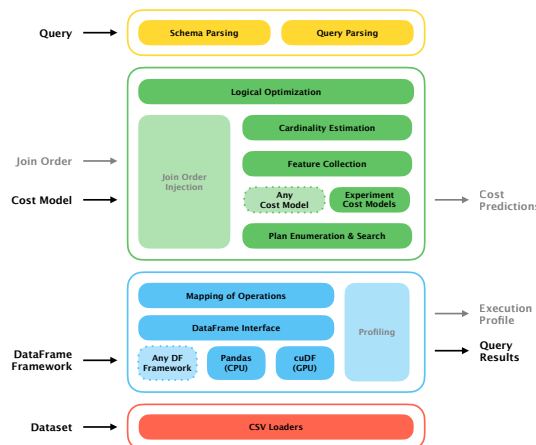 Query
Schema Parsing
Query Parsing
Logical Optimization
Join Order
Injection
Cardinality Estimation
Feature Collection
Any
Cost Model
Experiment
Cost Models
Plan Enumeration & Search
Join Order
Cost Model
Cost
Predictions
Mapping of Operations
DataFrame Interface
Any DF
Framework
Pandas
(CPU)
cuDF
(GPU)
Profiling
Execution
Profile
Query
Results
DataFrame
Framework
Dataset
CSV Loaders